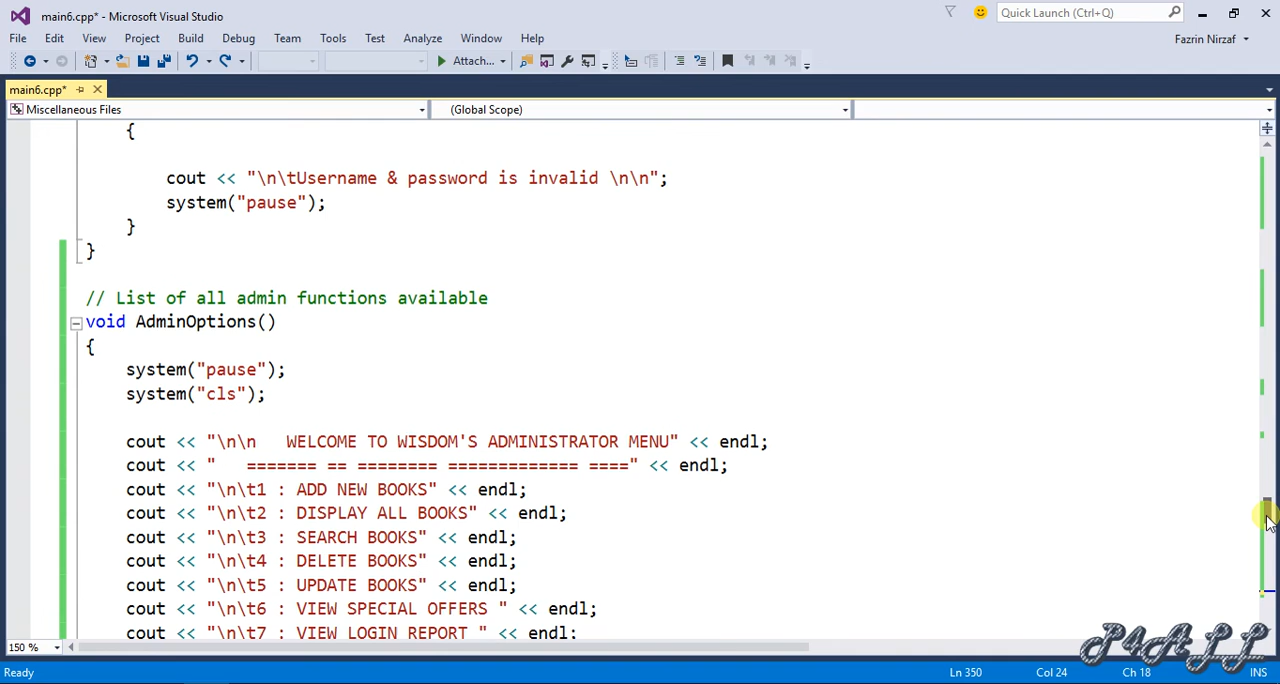 main6.cpp* - Microsoft Visual Studio
Quick Launch (Ctrl+Q)
File Edit View Project Build Debug Team Tools Test Analyze Window Help
Fazrin Nirzaf
Attach...
main6.cpp*
Miscellaneous Files
(Global Scope)
{
cout << "\n\tUsername & password is invalid \n\n";
system("pause");
}
}
// List of all admin functions available
void AdminOptions()
{
system("pause");
system("cls");
cout << "\n\n   WELCOME TO WISDOM'S ADMINISTRATOR MENU" << endl;
cout << "   ======= == ======== ============= ====" << endl;
cout << "\n\t1 : ADD NEW BOOKS" << endl;
cout << "\n\t2 : DISPLAY ALL BOOKS" << endl;
cout << "\n\t3 : SEARCH BOOKS" << endl;
cout << "\n\t4 : DELETE BOOKS" << endl;
cout << "\n\t5 : UPDATE BOOKS" << endl;
cout << "\n\t6 : VIEW SPECIAL OFFERS " << endl;
cout << "\n\t7 : VIEW LOGIN REPORT " << endl;
150 %
P4ALL
Ready
Ln 350
Col 24
Ch 18
INS